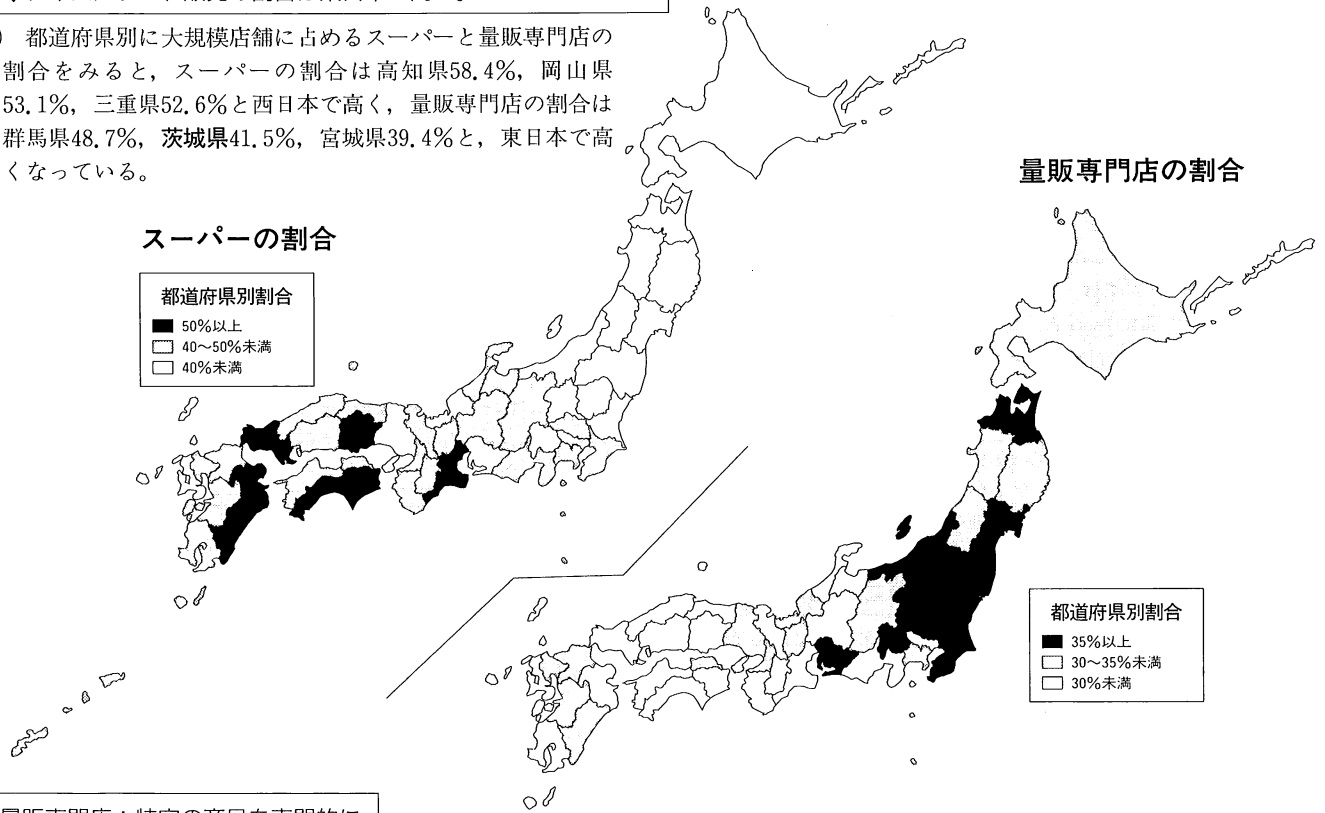 都道府県別に大規模店舗に占めるスーパーと量販専門店の
割合をみると，スーパーの割合は高知県58.4%，岡山県
53.1%，三重県52.6%と西日本で高く，量販専門店の割合は
群馬県48.7%，茨城県41.5%，宮城県39.4%と，東日本で高
くなっている。
スーパーの割合
都道府県別割合
50%以上
40～50%未満
40%未満
量販専門店の割合
都道府県別割合
35%以上
30～35%未満
30%未満